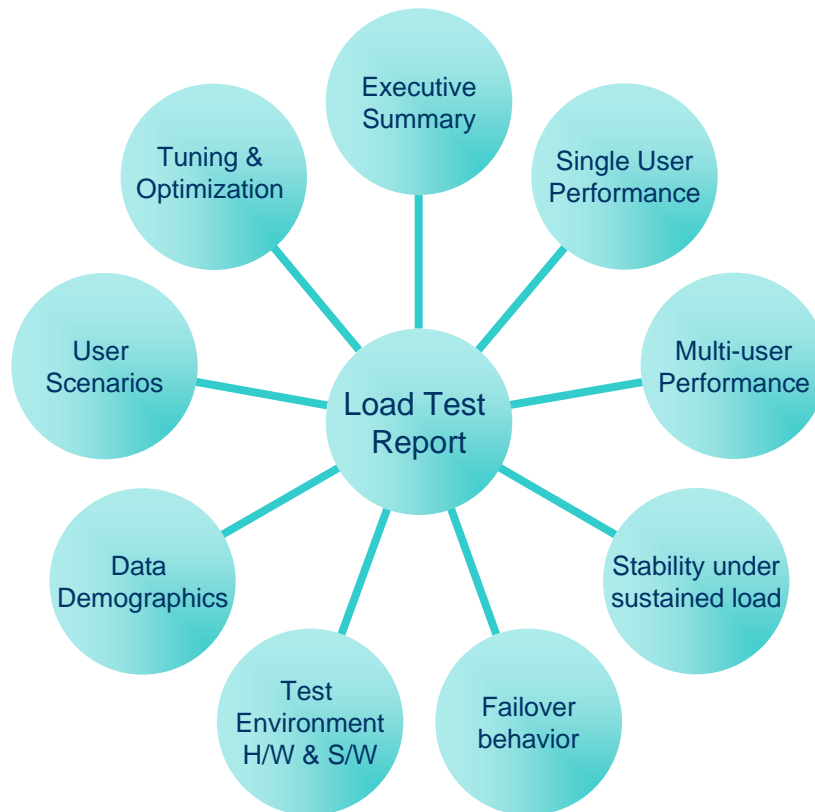 Executive
Summary
Single User
Performance
Multi-user
Performance
Stability under
sustained load
Failover
behavior
Test
Environment
H/W & S/W
Data
Demographics
User
Scenarios
Tuning &
Optimization
Load Test
Report